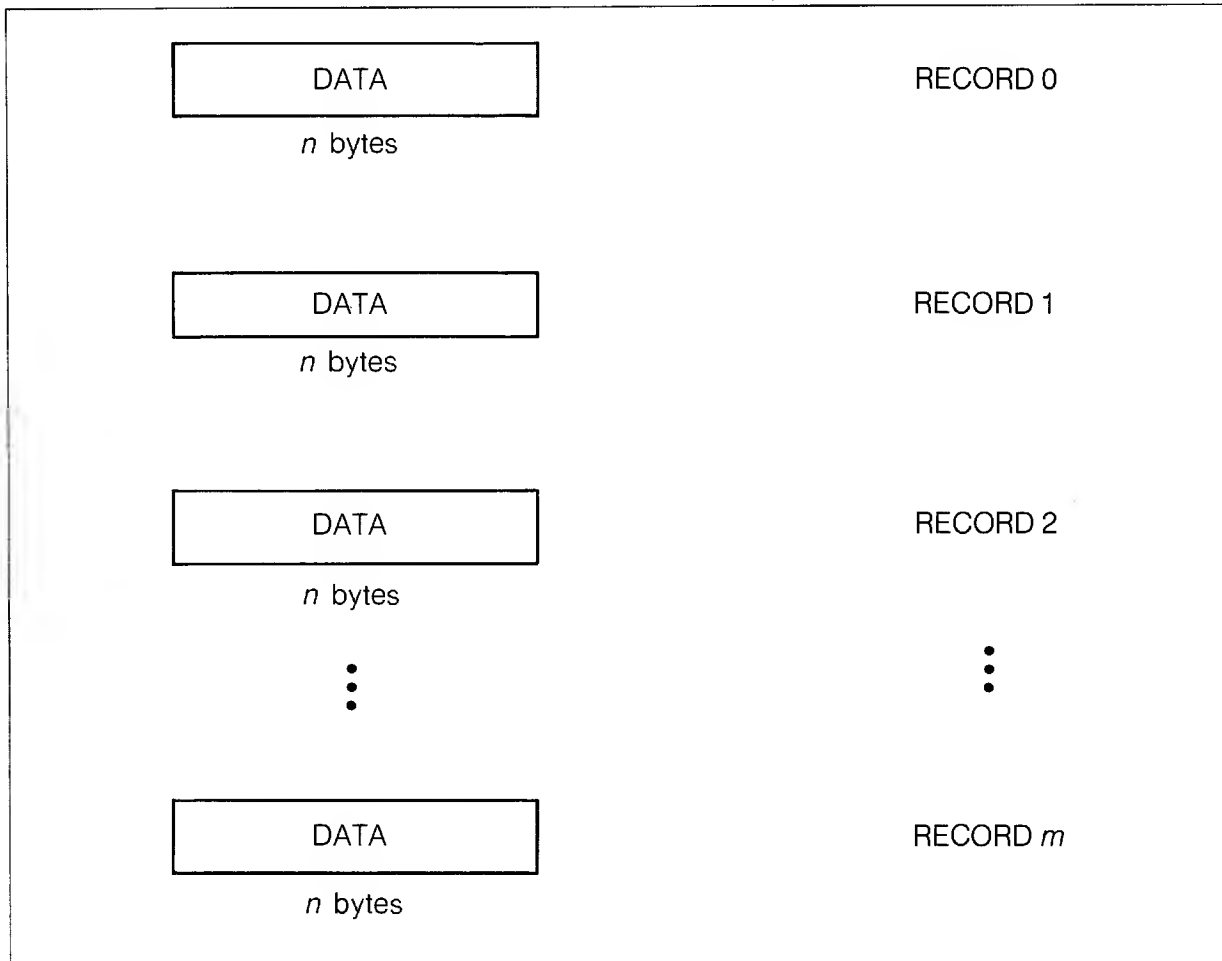 DATA RECORD 0
n bytes
DATA RECORD 1
n bytes
DATA RECORD 2
n bytes
DATA RECORD m
n bytes